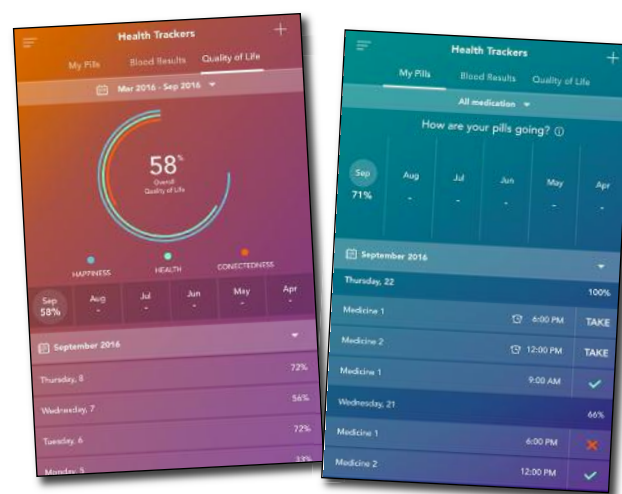 Health Trackers
My Pills Blood Results Quality of Life
Mar 2016 - Sep 2016
58%
Overall
Quality of Life
HAPPINESS HEALTH CONECTEDNESS
Sep Aug Jul Jun May Apr
58% - - - - -
September 2016
Thursday, 8 72%
Wednesday, 7 56%
Tuesday, 6 72%
Monday, 5 33%
Health Trackers
My Pills Blood Results Quality of Life
All medication
How are your pills going?
Sep Aug Jul Jun May Apr
71% - - - - -
September 2016
Thursday, 22 100%
Medicine 1 6:00 PM TAKE
Medicine 2 12:00 PM TAKE
Medicine 1 9:00 AM
Wednesday, 21 66%
Medicine 1 6:00 PM
Medicine 2 12:00 PM